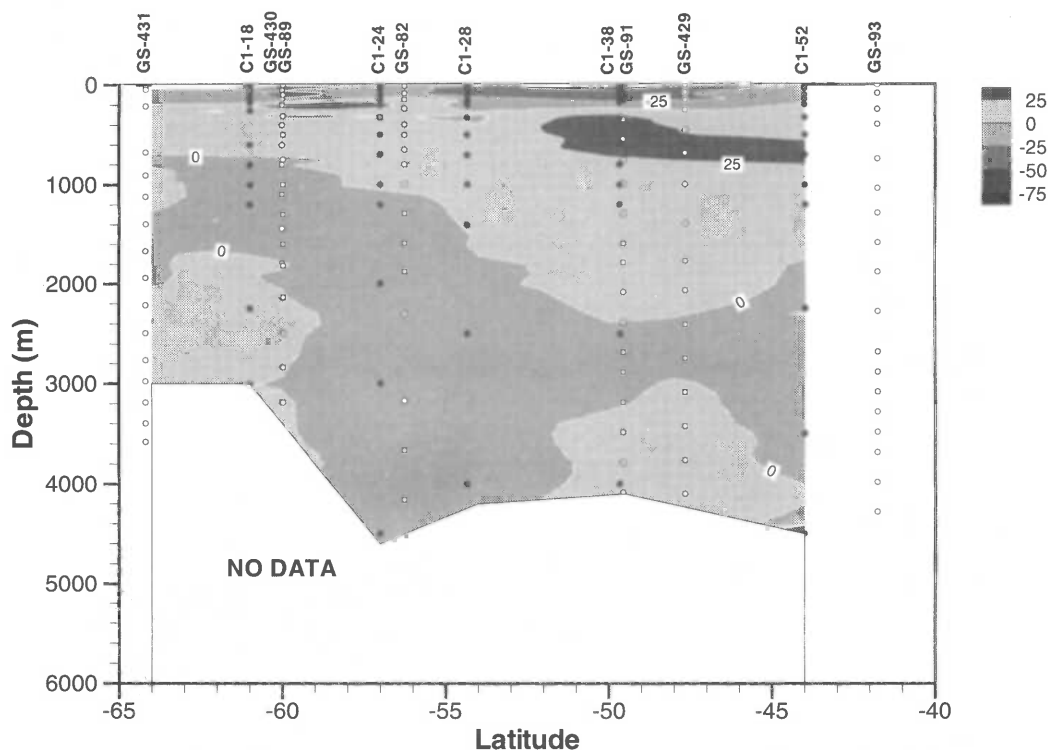 GS-431
C1-18
GS-430
GS-89
C1-24
GS-82
C1-28
C1-38
GS-91
GS-429
C1-52
GS-93
0
1000
2000
3000
4000
5000
6000
Depth (m)
25
25
0
0
0
0
NO DATA
-65
-60
-55
-50
-45
-40
Latitude
25
0
-25
-50
-75